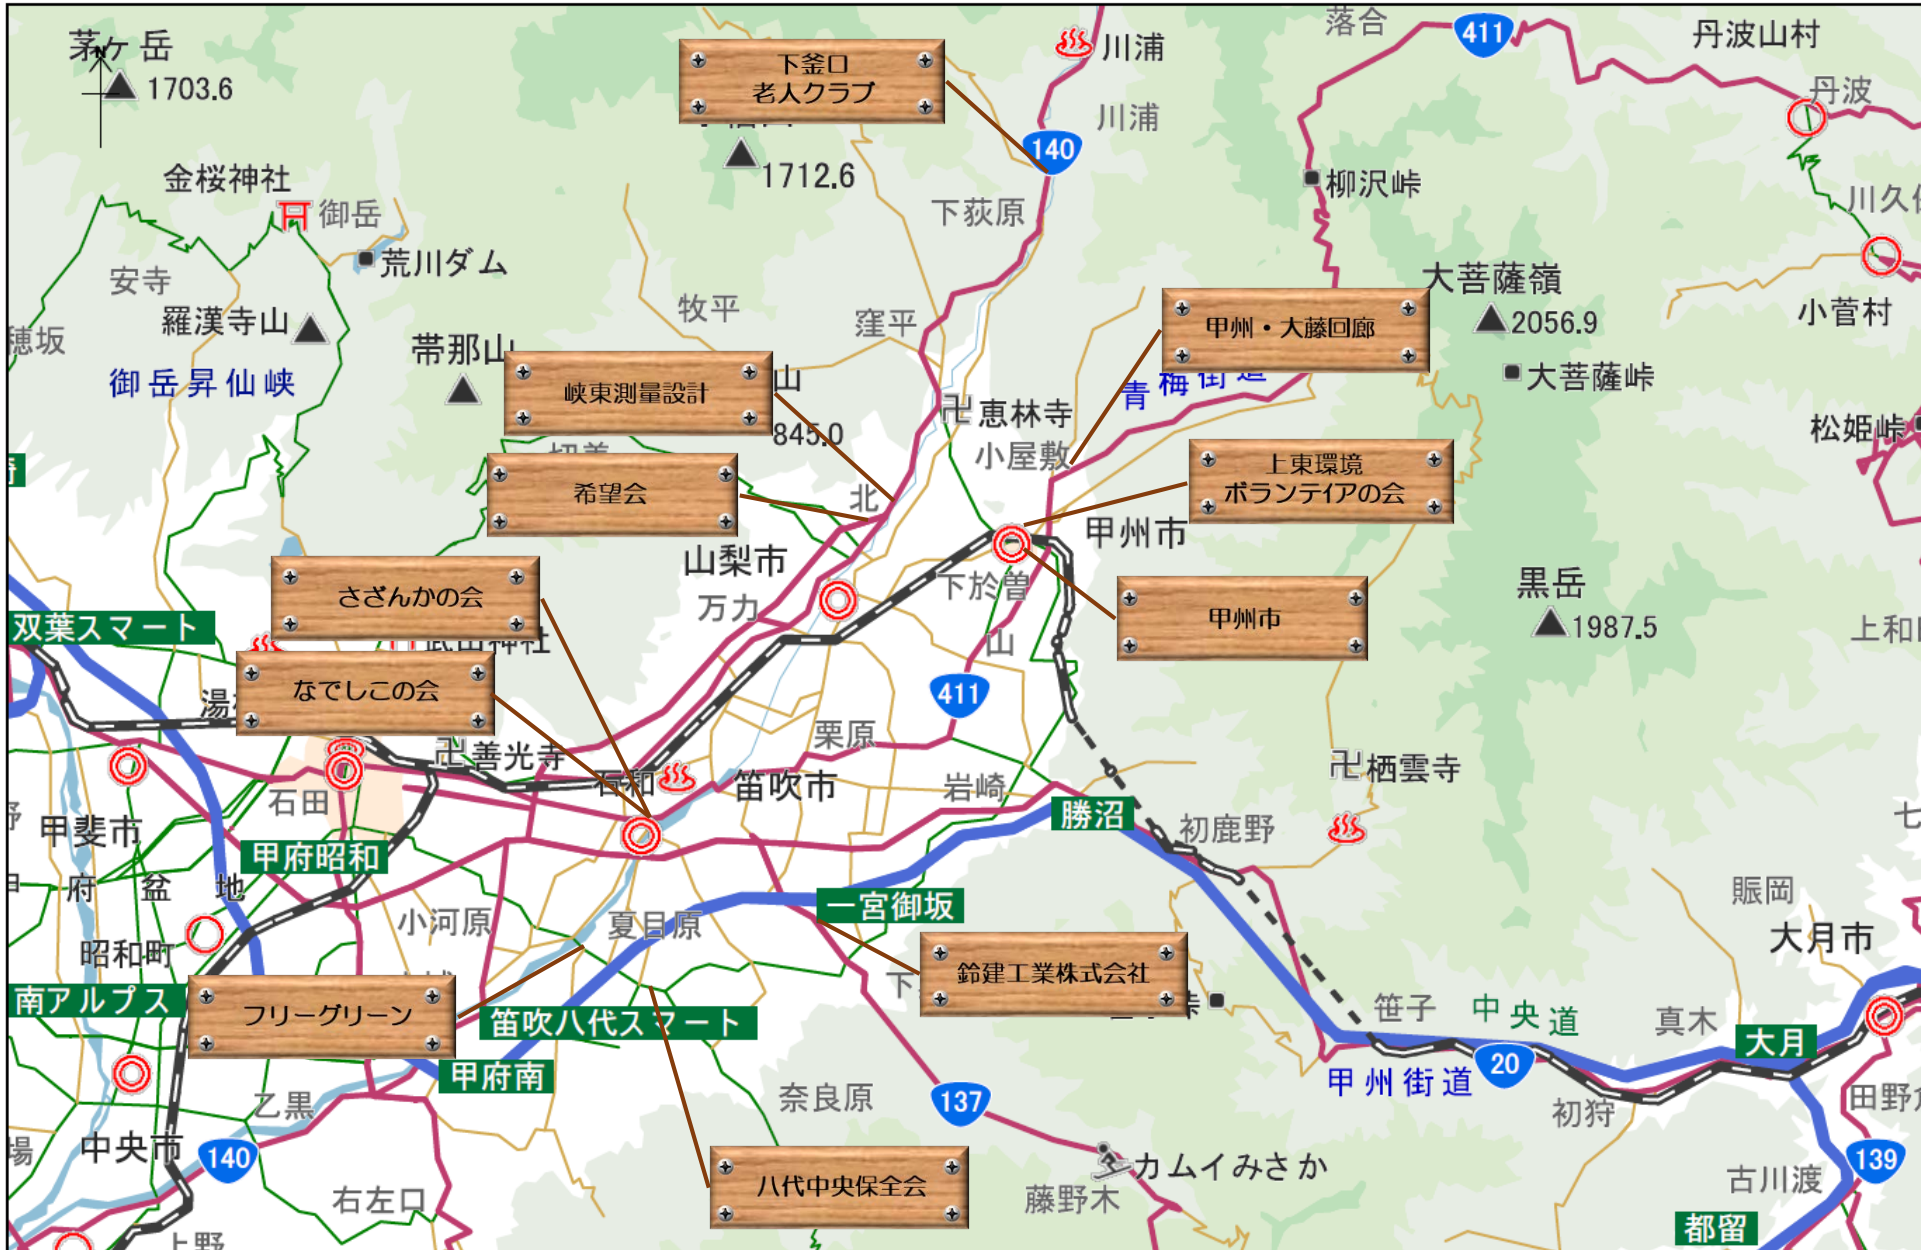 茅ヶ岳
1703.6
下釜口
老人クラブ
川浦
川浦
落合
411
丹波山村
丹波
140
1712.6
金桜神社
御岳
荒川ダム
下荻原
柳沢峠
安寺
羅漢寺山
穂坂
御岳昇仙峡
帯那山
牧平
窪平
大菩薩嶺
2056.9
小菅村
甲州・大藤回廊
青梅街道
大菩薩峠
松姫峠
峡東測量設計
山
845.0
恵林寺
小屋敷
希望会
北
上東環境
ボランテイアの会
甲州市
山梨市
万力
下於曽
山
甲州市
黒岳
1987.5
さざんかの会
双葉スマート
武田神社
なでしこの会
善光寺
411
栗原
石和
笛吹市
岩崎
栖雲寺
石田
甲斐市
甲府昭和
勝沼
初鹿野
府盆地
一宮御坂
小河原
夏目原
昭和町
賑岡
大月市
鈴建工業株式会社
南アルプス
フリーグリーン
笛吹八代スマート
笹子
中央道
真木
大月
甲府南
20
甲州街道
初狩
137
奈良原
乙黒
中央市
140
カムイみさか
藤野木
八代中央保全会
右左口
139
古川渡
都留
上野